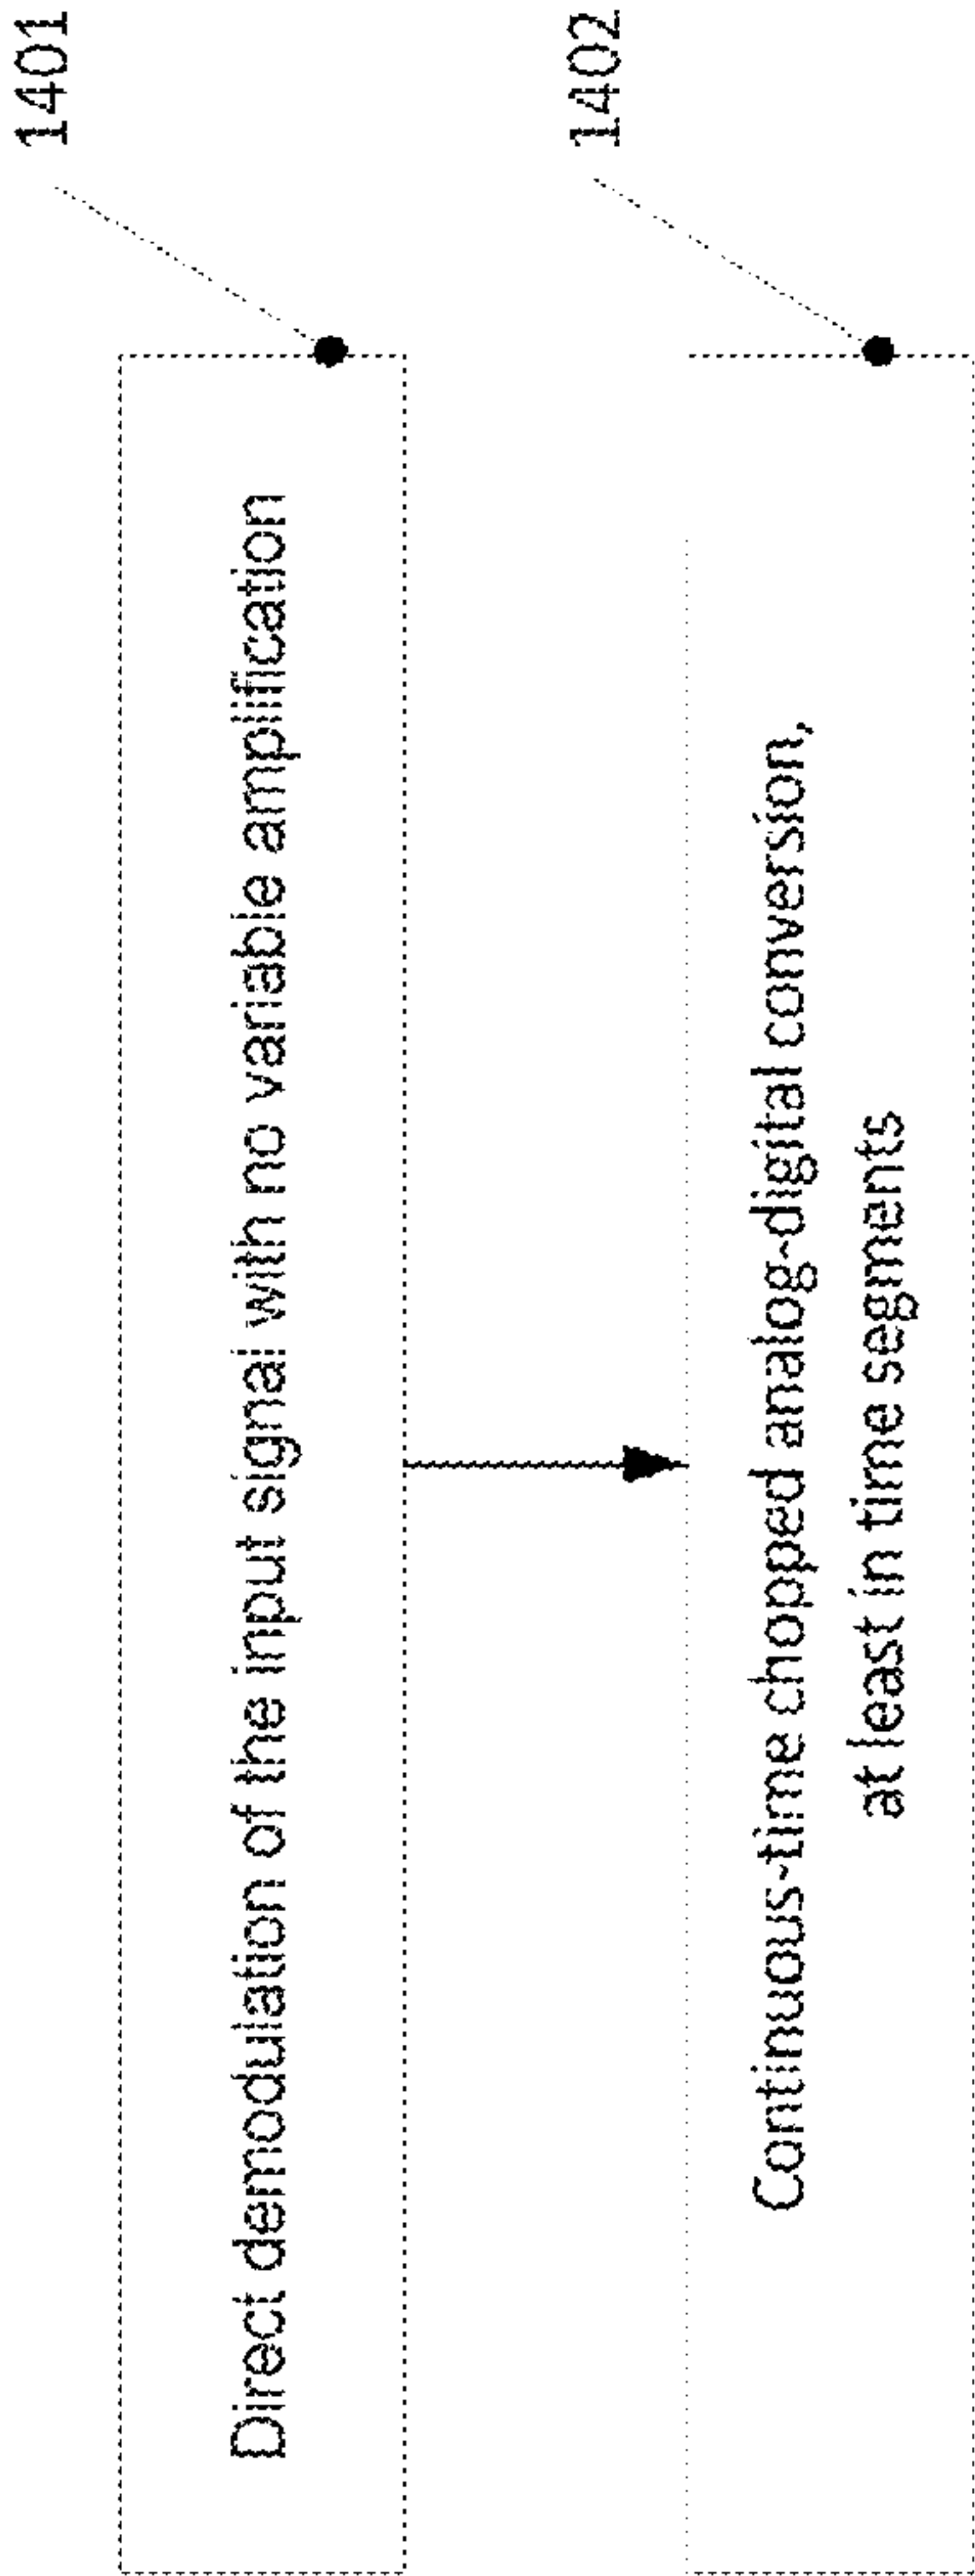 1401
Direct demodulation of the input signal with no variable amplification
1402
Continuous-time chopped analog-digital conversion,
at least in time segments